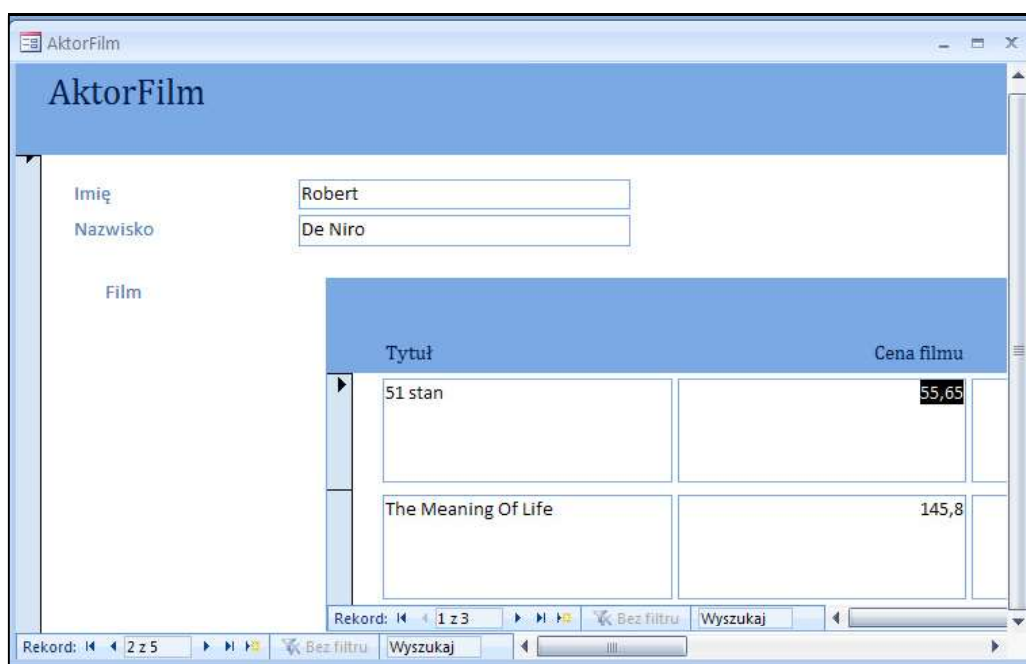 AktorFilm
AktorFilm
Imię Robert
Nazwisko De Niro
Film
Tytuł Cena filmu
51 stan 55,65
The Meaning Of Life 145,8
Rekord: 1 z 3 Bez filtru Wyszukaj
Rekord: 2 z 5 Bez filtru Wyszukaj